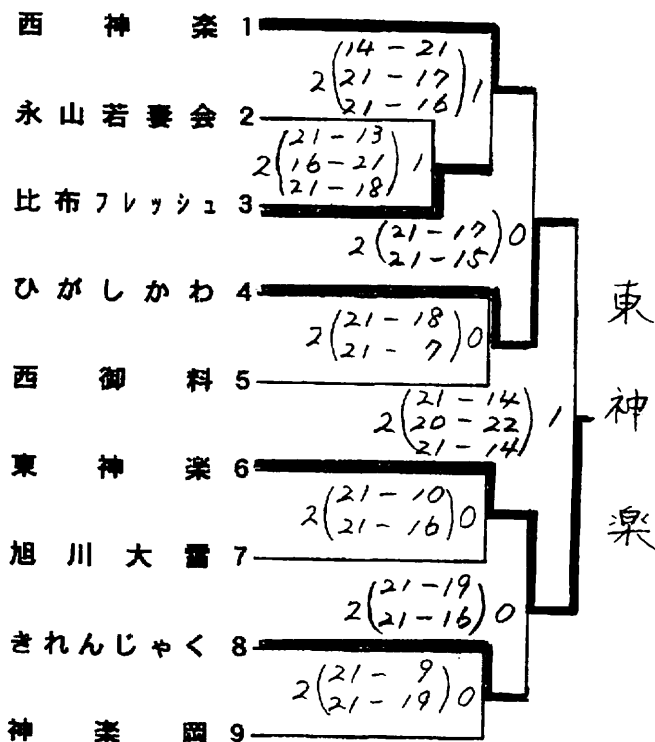 西神楽 1
2(14-21 21-17 21-16)1
永山若妻会 2
2(21-13 16-21 21-18)1
比布フレッシュ 3
2(21-17 21-15)0
ひがしかわ 4
2(21-18 21-7)0
西御料 5
2(21-14 20-22 21-14)1
東神楽
東神楽 6
2(21-10 21-16)0
旭川大雪 7
2(21-19 21-16)0
きれんじゃく 8
2(21-9 21-19)0
神楽岡 9